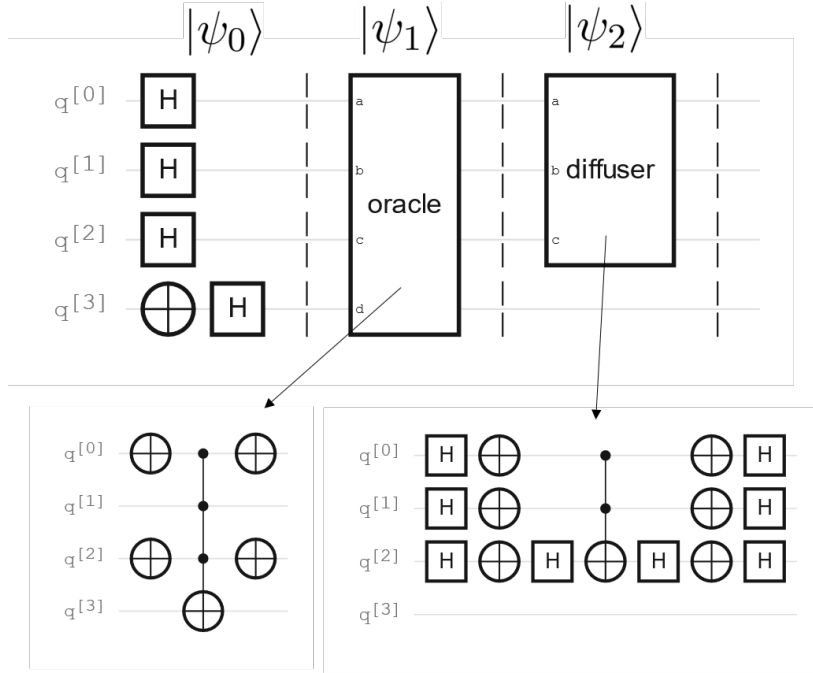 |ψ₀⟩ |ψ₁⟩ |ψ₂⟩
q[0] H a a
q[1] H b b diffuser
oracle
q[2] H c c
q[3] H d
q[0] H H
q[0]
q[1] H H
q[1]
q[2] H H H H
q[2]
q[3]
q[3]